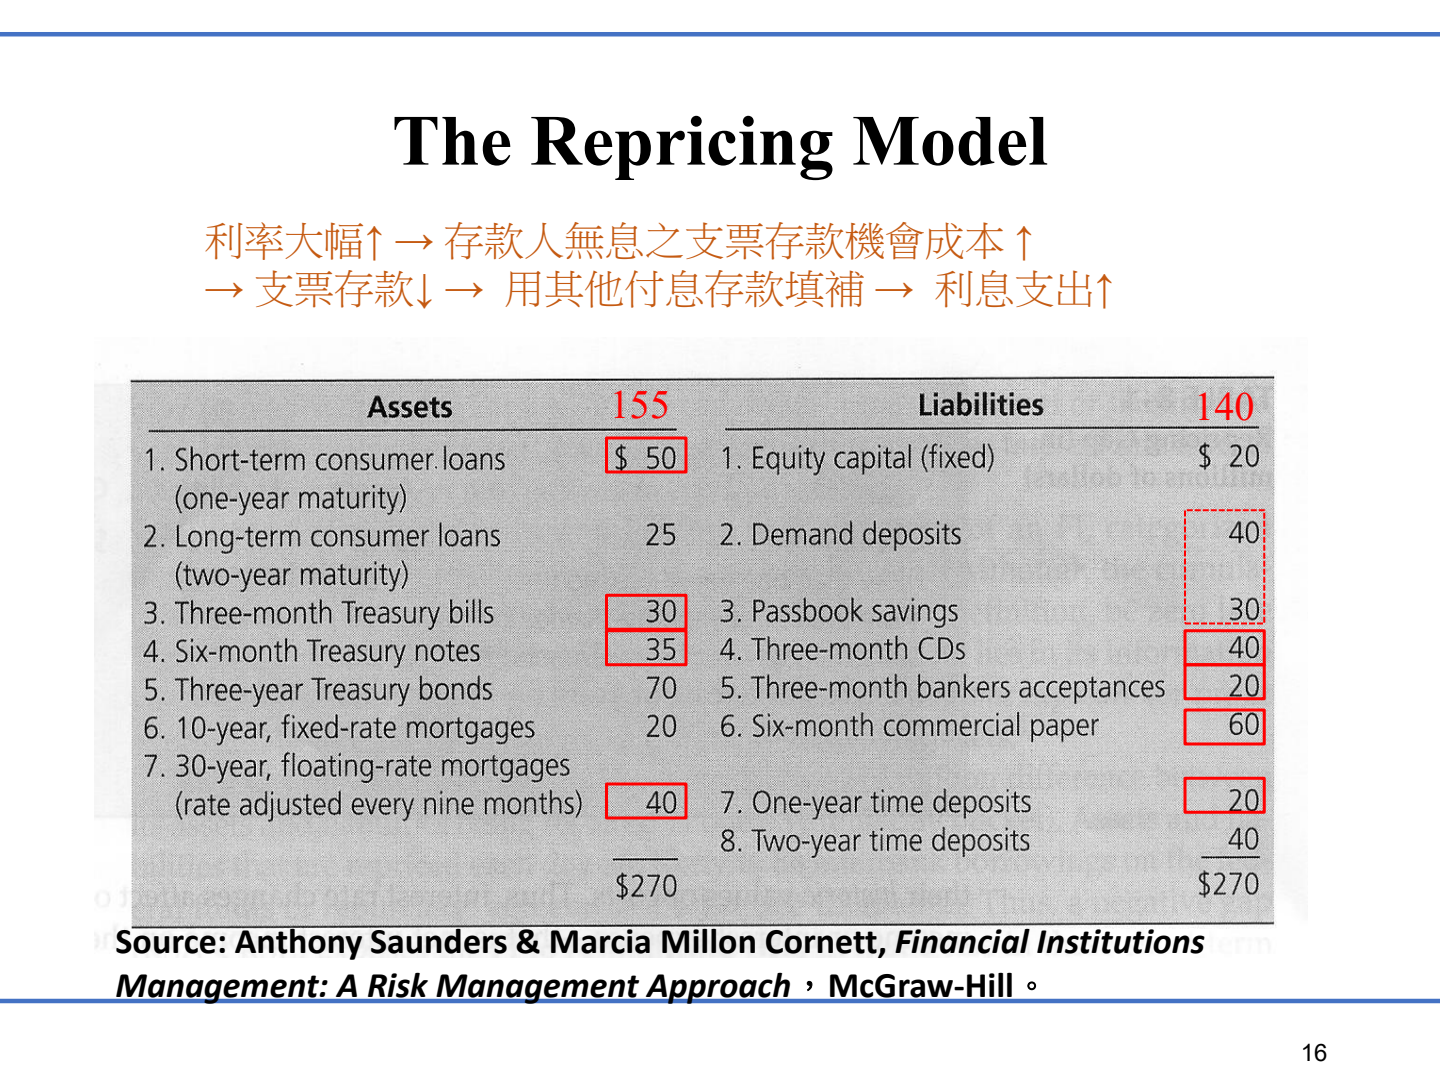 The Repricing Model
利率大幅↑ → 存款人無息之支票存款機會成本 ↑
→ 支票存款↓ → 用其他付息存款填補 → 利息支出↑
Assets 155 Liabilities 140
1. Short-term consumer loans $ 50 1. Equity capital (fixed) $ 20
(one-year maturity)
2. Long-term consumer loans 25 2. Demand deposits 40
(two-year maturity)
3. Three-month Treasury bills 30 3. Passbook savings 30
4. Six-month Treasury notes 35 4. Three-month CDs 40
5. Three-year Treasury bonds 70 5. Three-month bankers acceptances 20
6. 10-year, fixed-rate mortgages 20 6. Six-month commercial paper 60
7. 30-year, floating-rate mortgages
(rate adjusted every nine months) 40 7. One-year time deposits 20
8. Two-year time deposits 40
$270 $270
Source: Anthony Saunders & Marcia Millon Cornett, Financial Institutions
Management: A Risk Management Approach，McGraw-Hill。
16